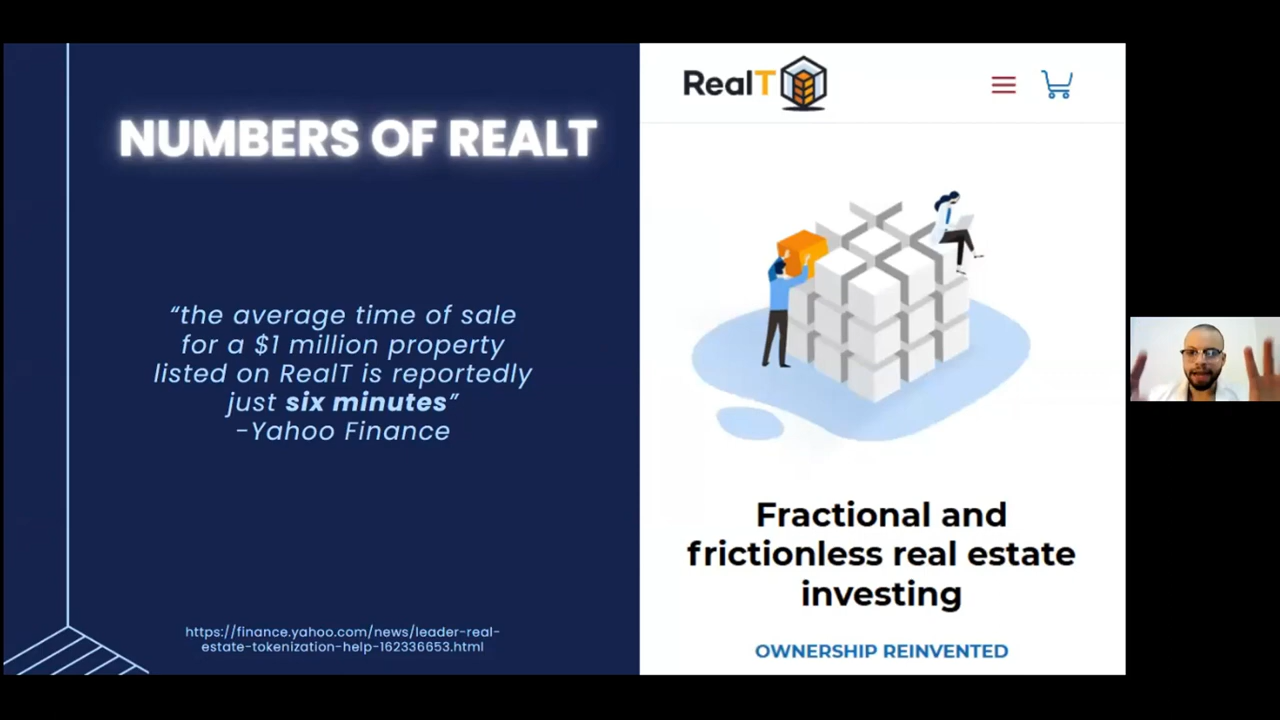 NUMBERS OF REALT
“the average time of sale
for a $1 million property
listed on RealT is reportedly
just six minutes”
-Yahoo Finance
https://finance.yahoo.com/news/leader-real-
estate-tokenization-help-162336653.html
RealT
Fractional and
frictionless real estate
investing
OWNERSHIP REINVENTED